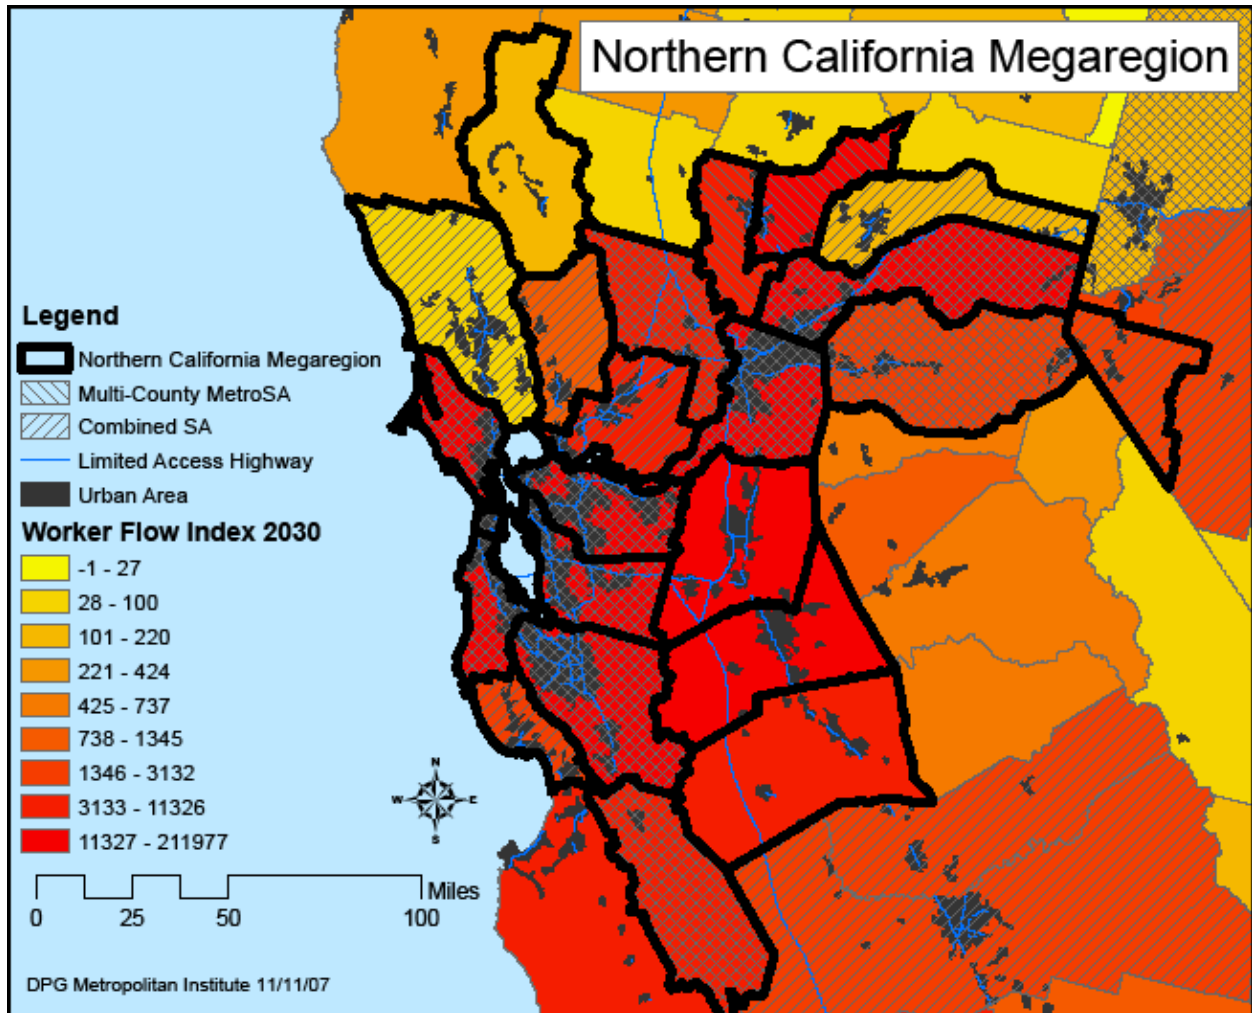 Northern California Megaregion
Legend
Northern California Megaregion
Multi-County MetroSA
Combined SA
Limited Access Highway
Urban Area
Worker Flow Index 2030
-1 - 27
28 - 100
101 - 220
221 - 424
425 - 737
738 - 1345
1346 - 3132
3133 - 11326
11327 - 211977
N
W E
S
Miles
0 25 50 100
DPG Metropolitan Institute 11/11/07